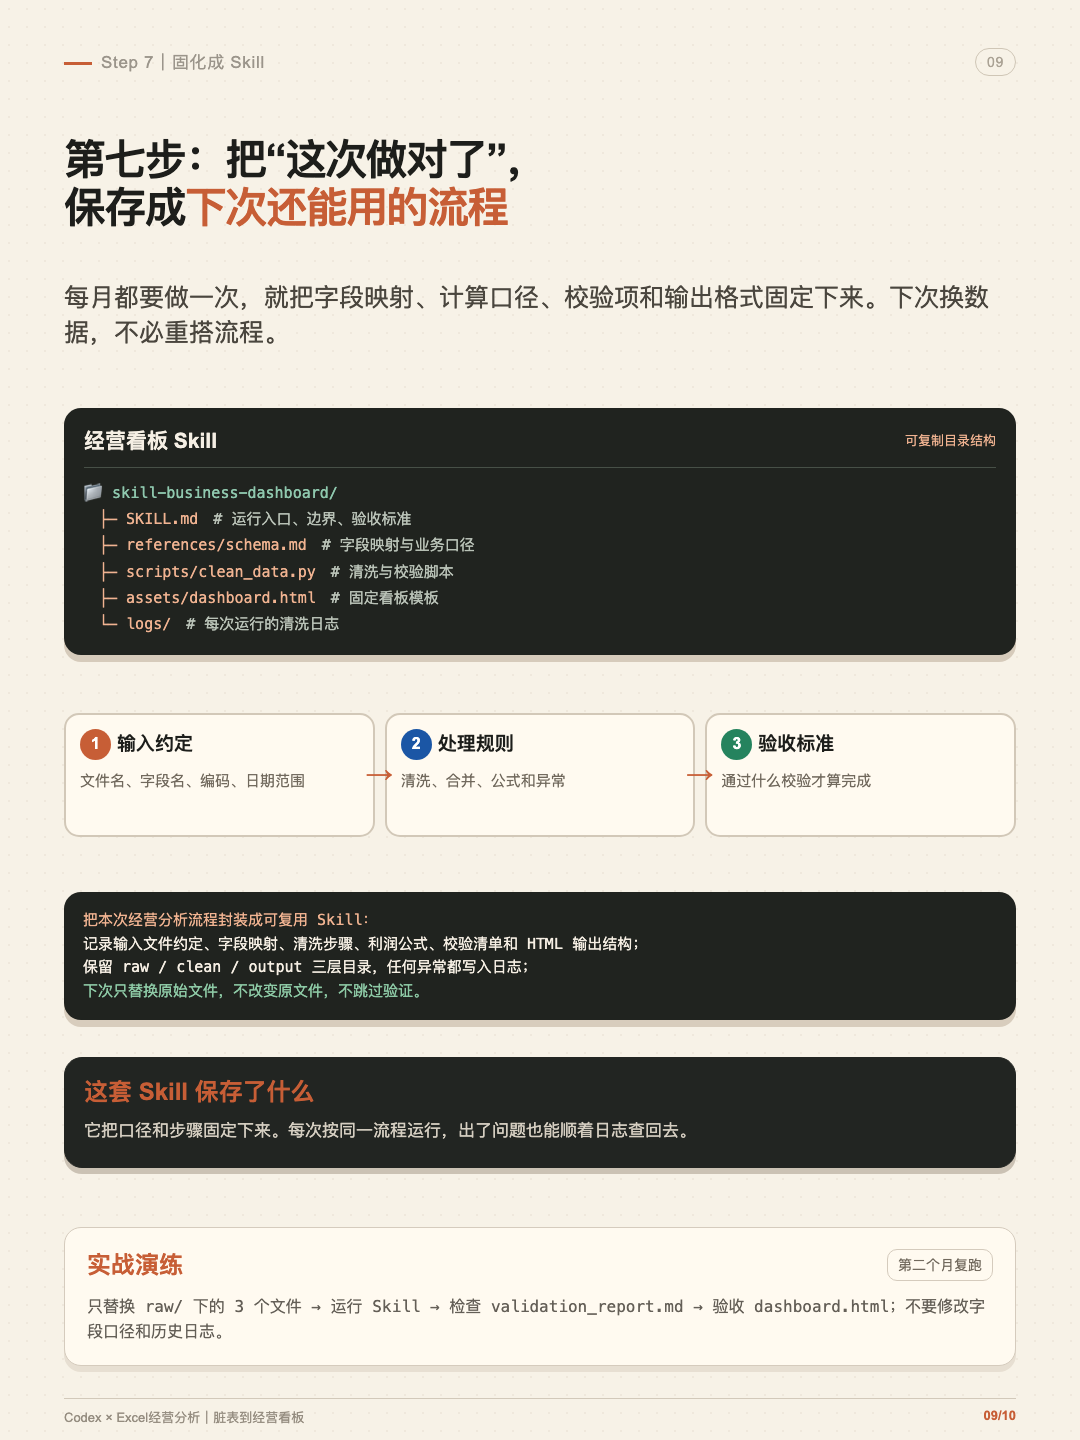 Step 7｜固化成 Skill
09
第七步：把“这次做对了”，
保存成下次还能用的流程
每月都要做一次，就把字段映射、计算口径、校验项和输出格式固定下来。下次换数
据，不必重搭流程。
经营看板 Skill
可复制目录结构
skill-business-dashboard/
├─ SKILL.md # 运行入口、边界、验收标准
├─ references/schema.md # 字段映射与业务口径
├─ scripts/clean_data.py # 清洗与校验脚本
├─ assets/dashboard.html # 固定看板模板
└─ logs/ # 每次运行的清洗日志
1 输入约定
文件名、字段名、编码、日期范围
→
2 处理规则
清洗、合并、公式和异常
→
3 验收标准
通过什么校验才算完成
把本次经营分析流程封装成可复用 Skill：
记录输入文件约定、字段映射、清洗步骤、利润公式、校验清单和 HTML 输出结构；
保留 raw / clean / output 三层目录，任何异常都写入日志；
下次只替换原始文件，不改变原文件，不跳过验证。
这套 Skill 保存了什么
它把口径和步骤固定下来。每次按同一流程运行，出了问题也能顺着日志查回去。
实战演练
第二个月复跑
只替换 raw/ 下的 3 个文件 → 运行 Skill → 检查 validation_report.md → 验收 dashboard.html；不要修改字
段口径和历史日志。
Codex × Excel经营分析｜脏表到经营看板
09/10